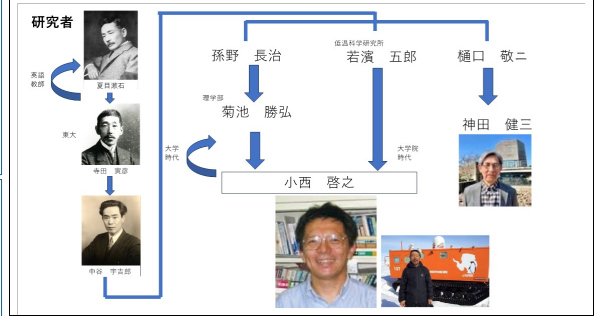 研究者
英語
教師
夏目漱石
東大
寺田 寅彦
中谷 宇吉郎
孫野 長治
低温科学研究所
若濱 五郎
樋口 敬二
理学部
菊池 勝弘
神田 健三
大学
時代
大学院
時代
小西 啓之